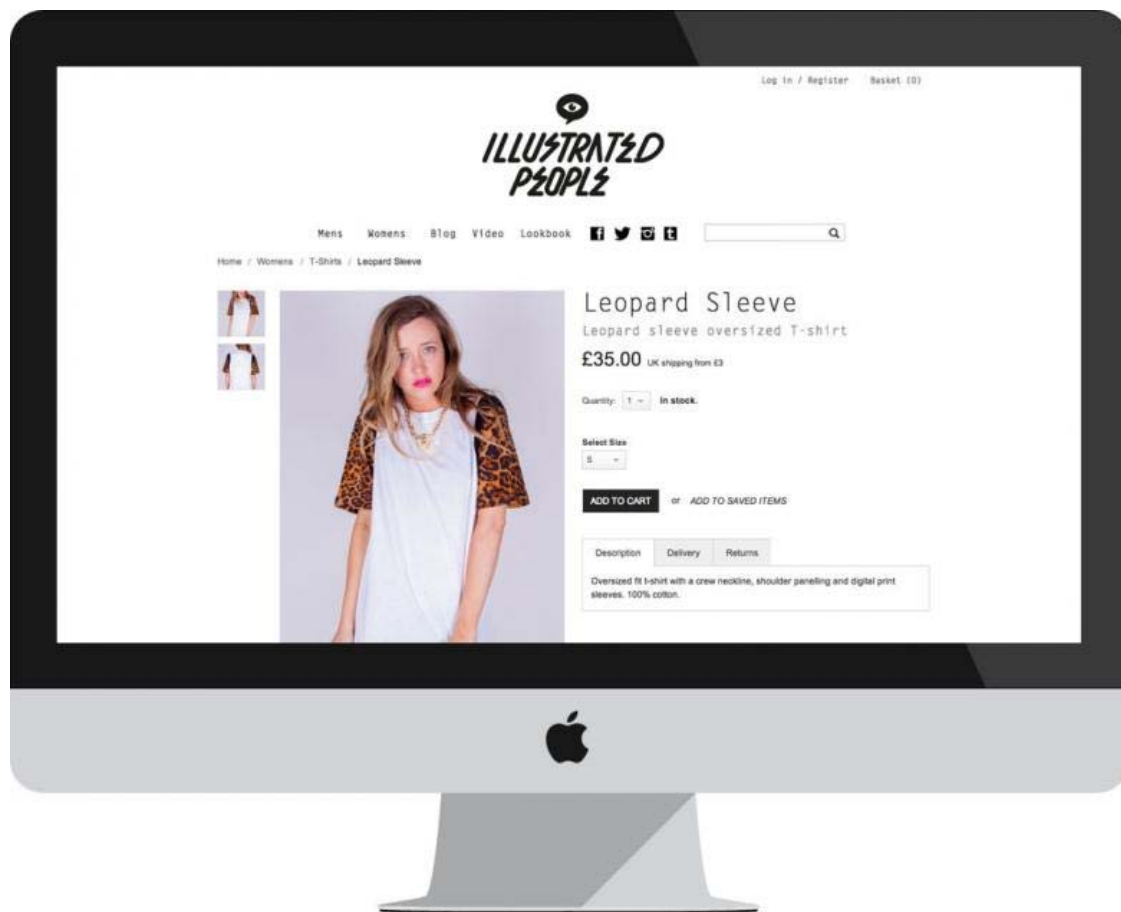 Log in / Register Basket (0)
ILLUSTRATED
PEOPLE
Mens Womens Blog Video Lookbook
Home / Womens / T-Shirts / Leopard Sleeve
Leopard Sleeve
Leopard sleeve oversized T-shirt
£35.00 UK shipping from £3
Quantity: 1 In stock.
Select Size
S
ADD TO CART or ADD TO SAVED ITEMS
Description Delivery Returns
Oversized fit t-shirt with a crew neckline, shoulder panelling and digital print
sleeves. 100% cotton.